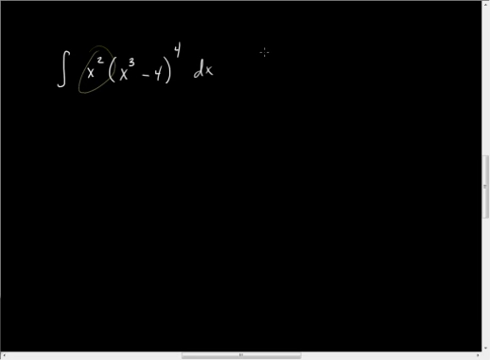 ∫ x² (x³ − 4)⁴ dx